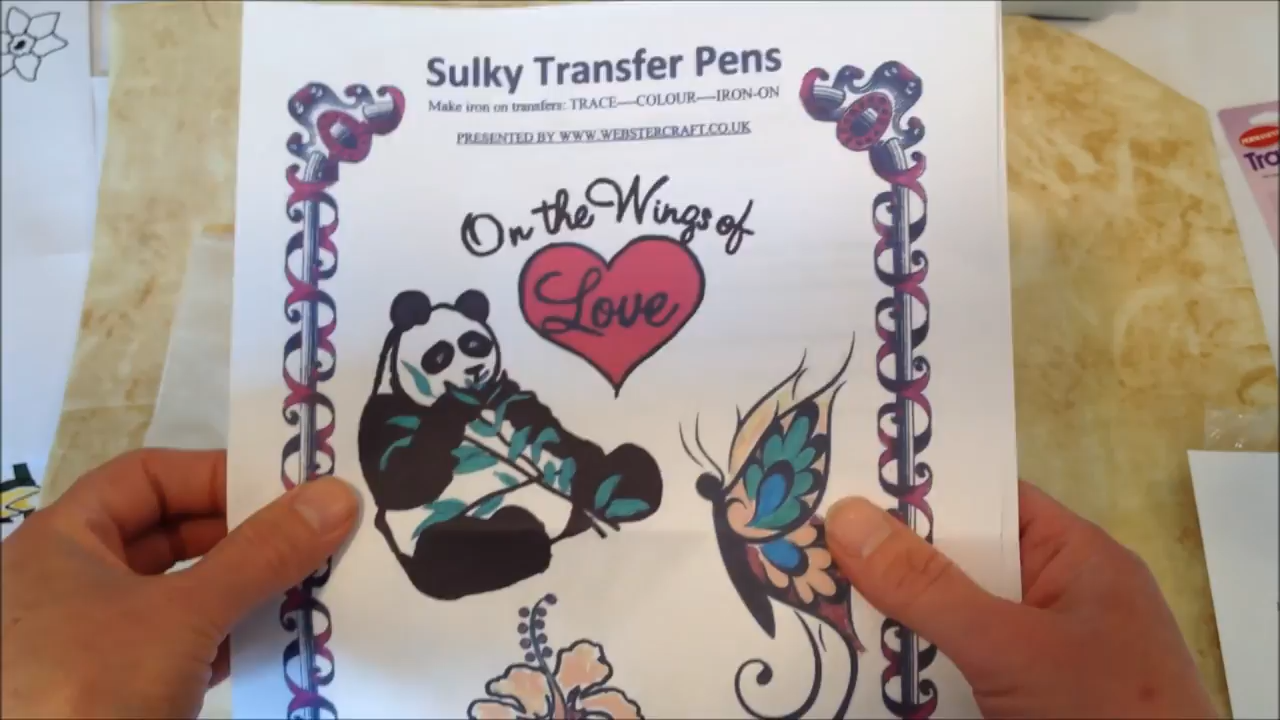 Sulky Transfer Pens
Make iron on transfers: TRACE—COLOUR—IRON-ON
PRESENTED BY WWW.WEBSTERCRAFT.CO.UK
On the Wings of
Love